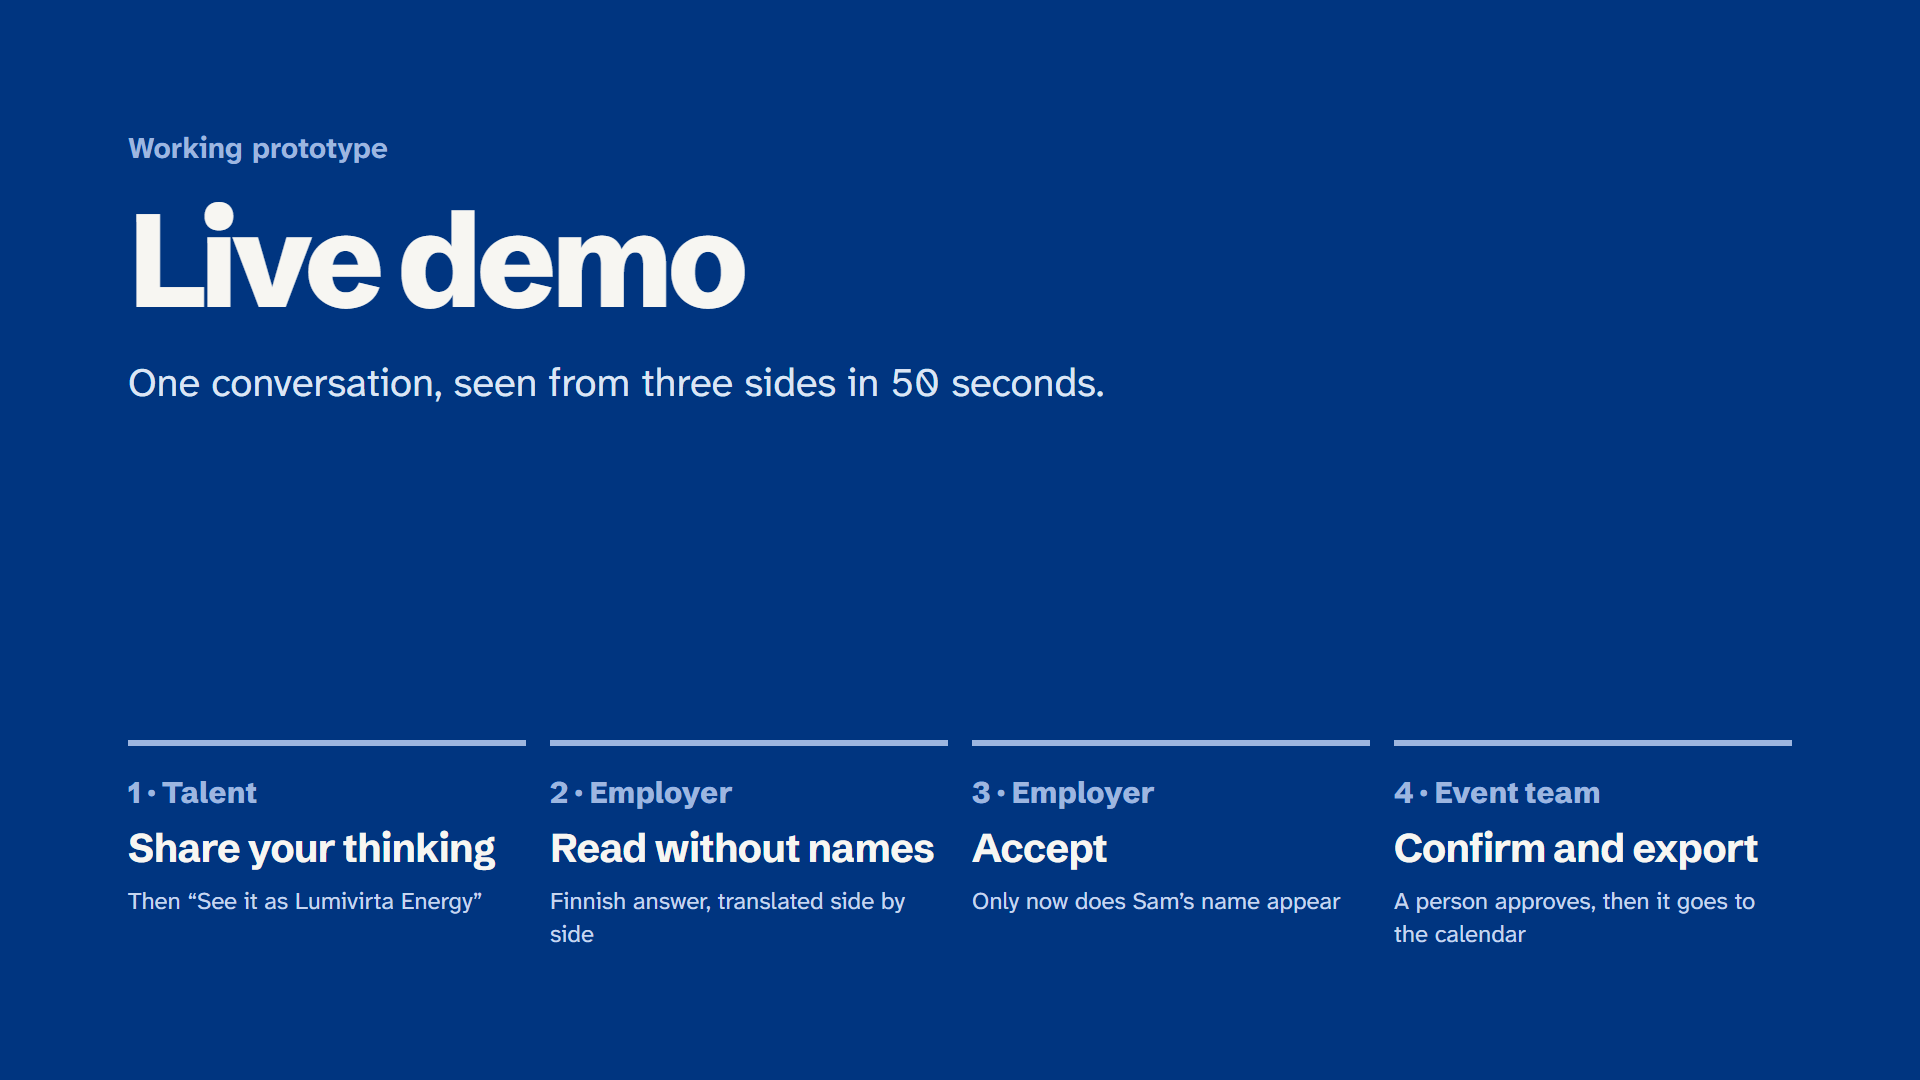 Working prototype
Live demo
One conversation, seen from three sides in 50 seconds.
1 · Talent
Share your thinking
Then “See it as Lumivirta Energy”
2 · Employer
Read without names
Finnish answer, translated side by
side
3 · Employer
Accept
Only now does Sam’s name appear
4 · Event team
Confirm and export
A person approves, then it goes to
the calendar